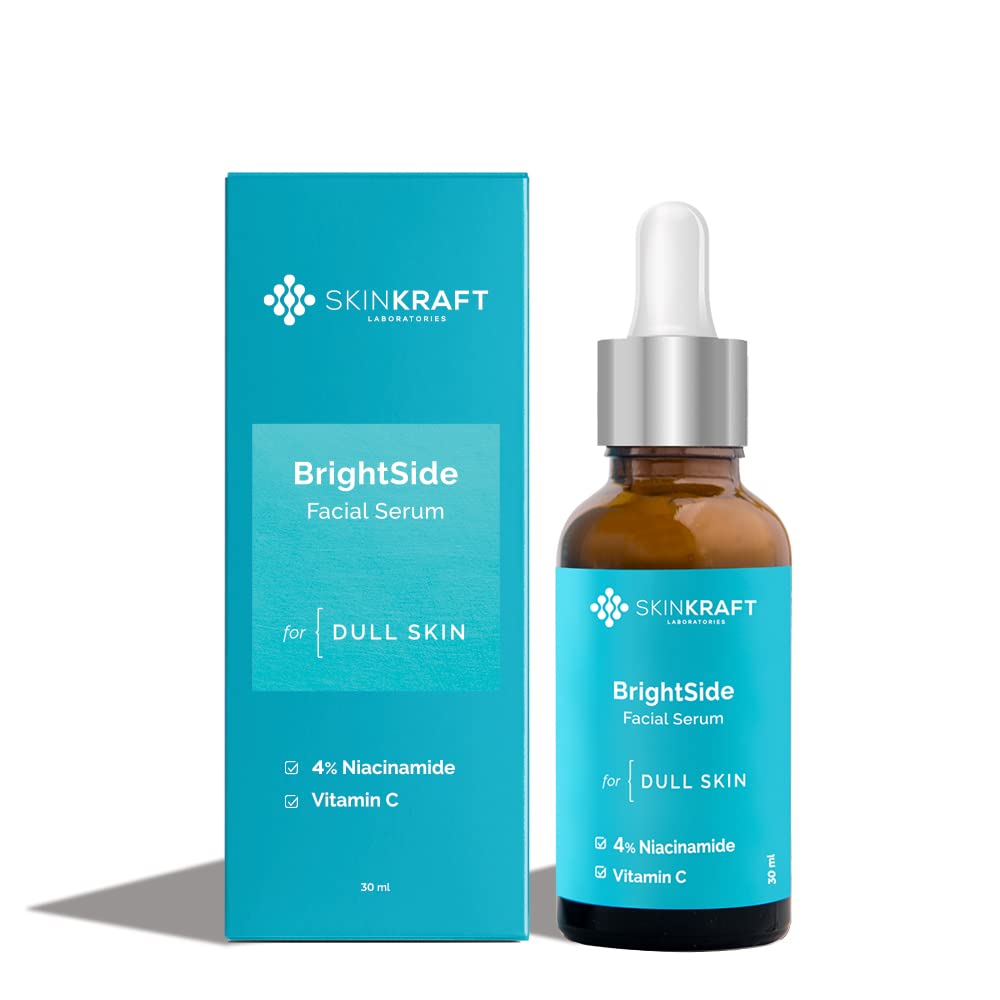 SKINKRAFT
LABORATORIES
BrightSide
Facial Serum
for { DULL SKIN
4% Niacinamide
Vitamin C
30 ml
SKINKRAFT
LABORATORIES
BrightSide
Facial Serum
for { DULL SKIN
4% Niacinamide
Vitamin C
30 ml